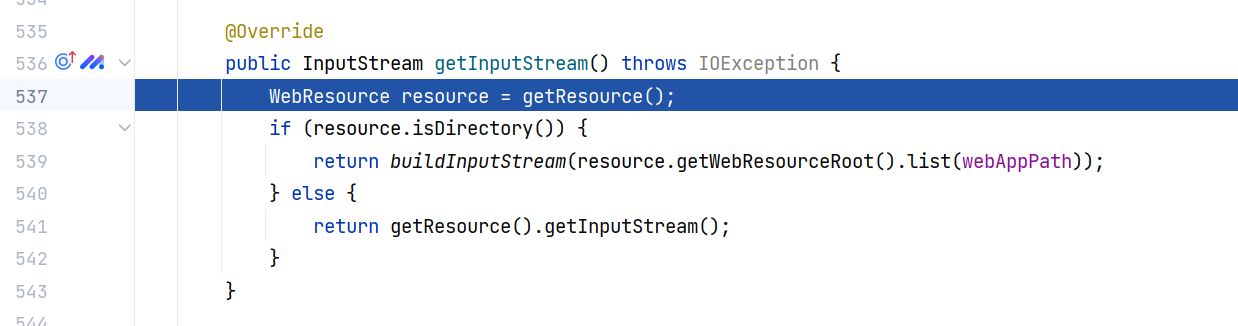 534
535 @Override
536 public InputStream getInputStream() throws IOException {
537 WebResource resource = getResource();
538 if (resource.isDirectory()) {
539 return buildInputStream(resource.getWebResourceRoot().list(webAppPath));
540 } else {
541 return getResource().getInputStream();
542 }
543 }
544